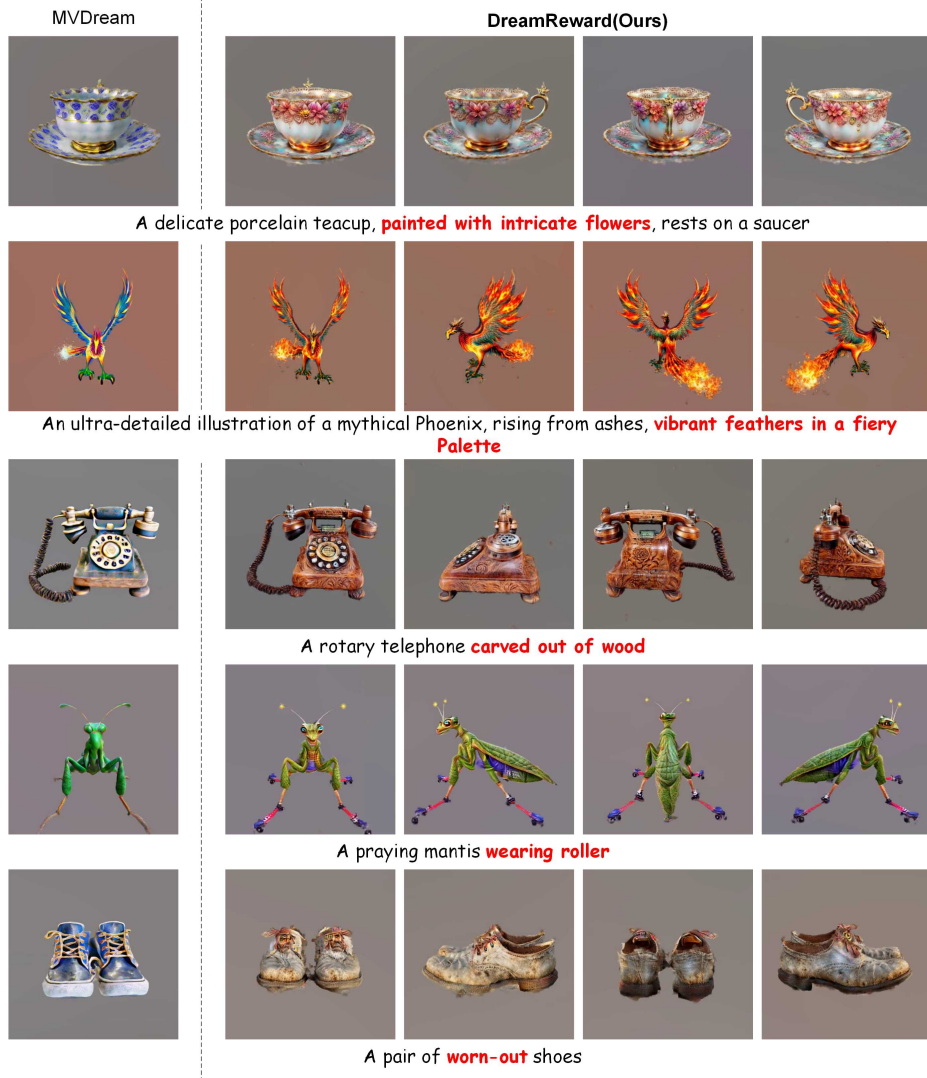 MVDream
DreamReward(Ours)
A delicate porcelain teacup, painted with intricate flowers, rests on a saucer
An ultra-detailed illustration of a mythical Phoenix, rising from ashes, vibrant feathers in a fiery
Palette
A rotary telephone carved out of wood
A praying mantis wearing roller
A pair of worn-out shoes